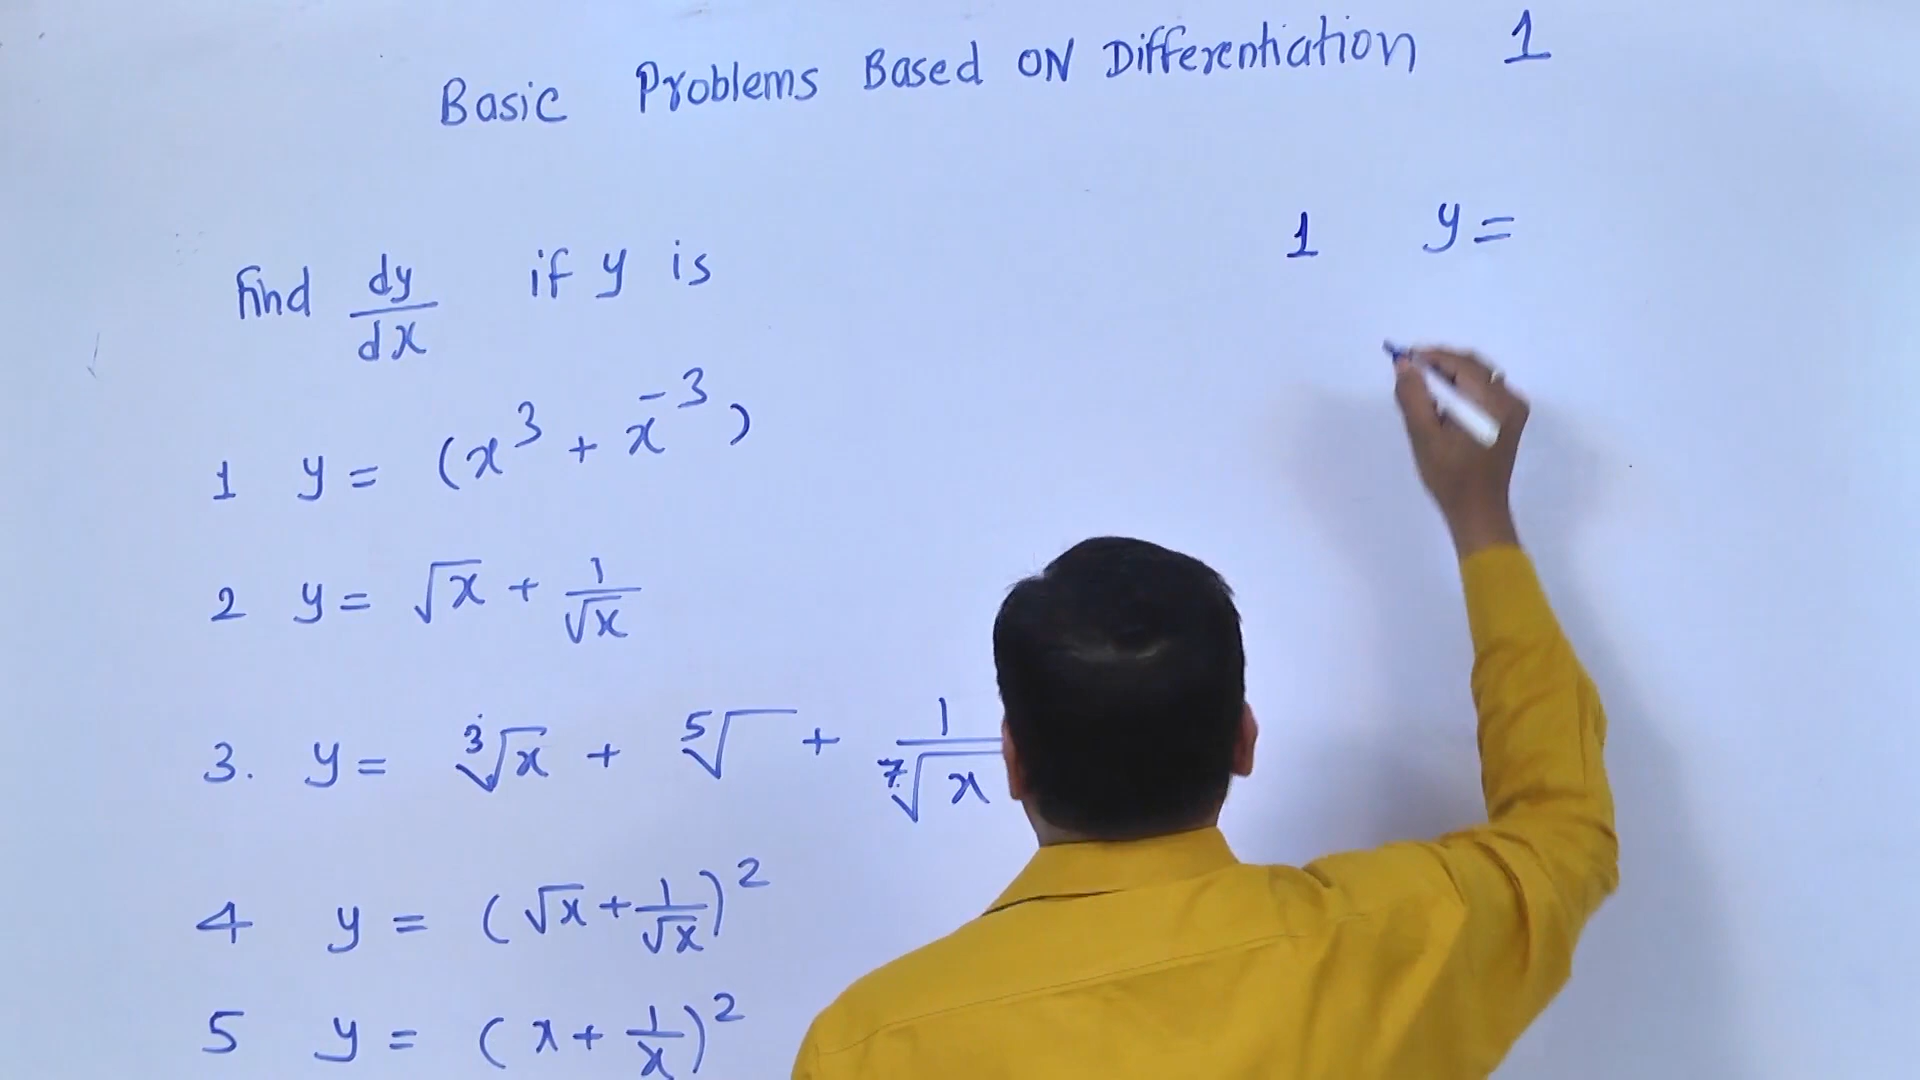 Basic Problems Based ON Differentiation 1
Find dy/dx if y is
1 y = (x³ + x⁻³)
2 y = √x + 1/√x
3. y = ∛x + ⁵√ + 1/⁷√x
4 y = (√x + 1/√x)²
5 y = (x + 1/x)²
1 y =